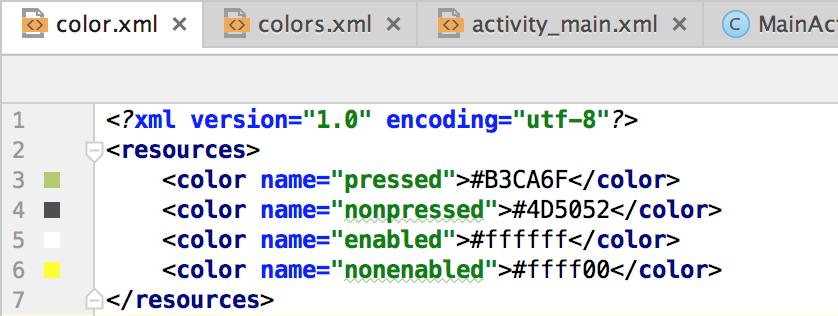 color.xml colors.xml activity_main.xml C MainAc
1 <?xml version="1.0" encoding="utf-8"?>
2 <resources>
3 <color name="pressed">#B3CA6F</color>
4 <color name="nonpressed">#4D5052</color>
5 <color name="enabled">#ffffff</color>
6 <color name="nonenabled">#ffff00</color>
7 </resources>